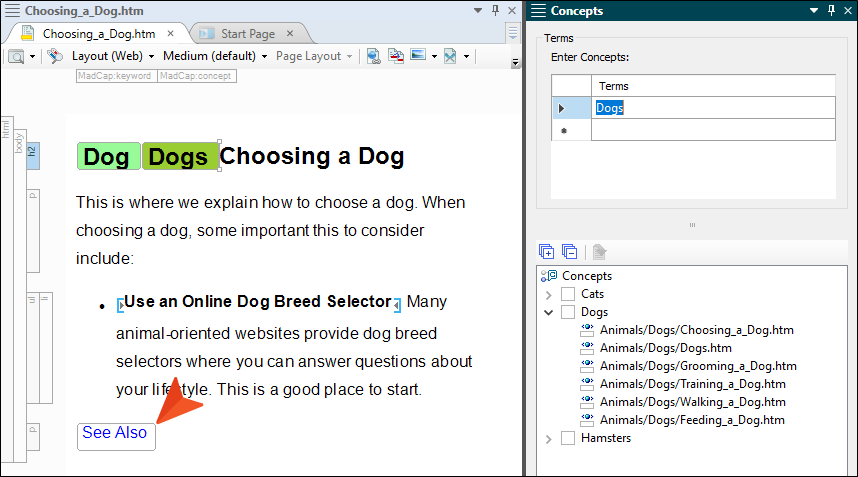 Choosing_a_Dog.htm
Choosing_a_Dog.htm
Start Page
Layout (Web)
Medium (default)
Page Layout
MadCap:keyword
MadCap:concept
html
body
h2
Dog
Dogs
Choosing a Dog
p
This is where we explain how to choose a dog. When
choosing a dog, some important this to consider
include:
ul
li
• Use an Online Dog Breed Selector Many
animal-oriented websites provide dog breed
selectors where you can answer questions about
your lifestyle. This is a good place to start.
p
See Also
Concepts
Terms
Enter Concepts:
Terms
Dogs
Concepts
Cats
Dogs
Animals/Dogs/Choosing_a_Dog.htm
Animals/Dogs/Dogs.htm
Animals/Dogs/Grooming_a_Dog.htm
Animals/Dogs/Training_a_Dog.htm
Animals/Dogs/Walking_a_Dog.htm
Animals/Dogs/Feeding_a_Dog.htm
Hamsters